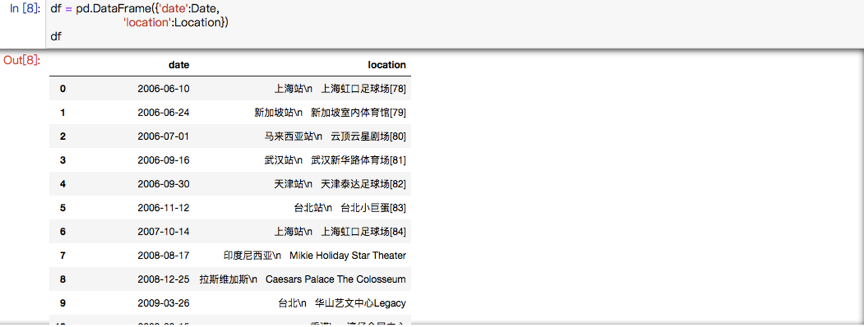 In [8]: df = pd.DataFrame({'date':Date,
'location':Location})
df
Out[8]:
date location
0 2006-06-10 上海站\n 上海虹口足球场[78]
1 2006-06-24 新加坡站\n 新加坡室内体育馆[79]
2 2006-07-01 马来西亚站\n 云顶云星剧场[80]
3 2006-09-16 武汉站\n 武汉新华路体育场[81]
4 2006-09-30 天津站\n 天津泰达足球场[82]
5 2006-11-12 台北站\n 台北小巨蛋[83]
6 2007-10-14 上海站\n 上海虹口足球场[84]
7 2008-08-17 印度尼西亚\n Mikie Holiday Star Theater
8 2008-12-25 拉斯维加斯\n Caesars Palace The Colosseum
9 2009-03-26 台北\n 华山艺文中心Legacy